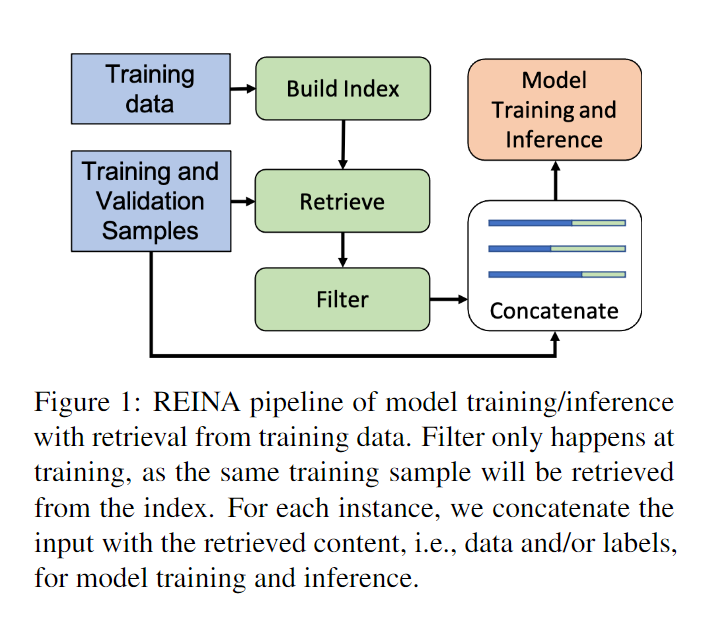 Training
data
Build Index
Model
Training and
Inference
Training and
Validation
Samples
Retrieve
Filter
Concatenate
Figure 1: REINA pipeline of model training/inference
with retrieval from training data. Filter only happens at
training, as the same training sample will be retrieved
from the index. For each instance, we concatenate the
input with the retrieved content, i.e., data and/or labels,
for model training and inference.